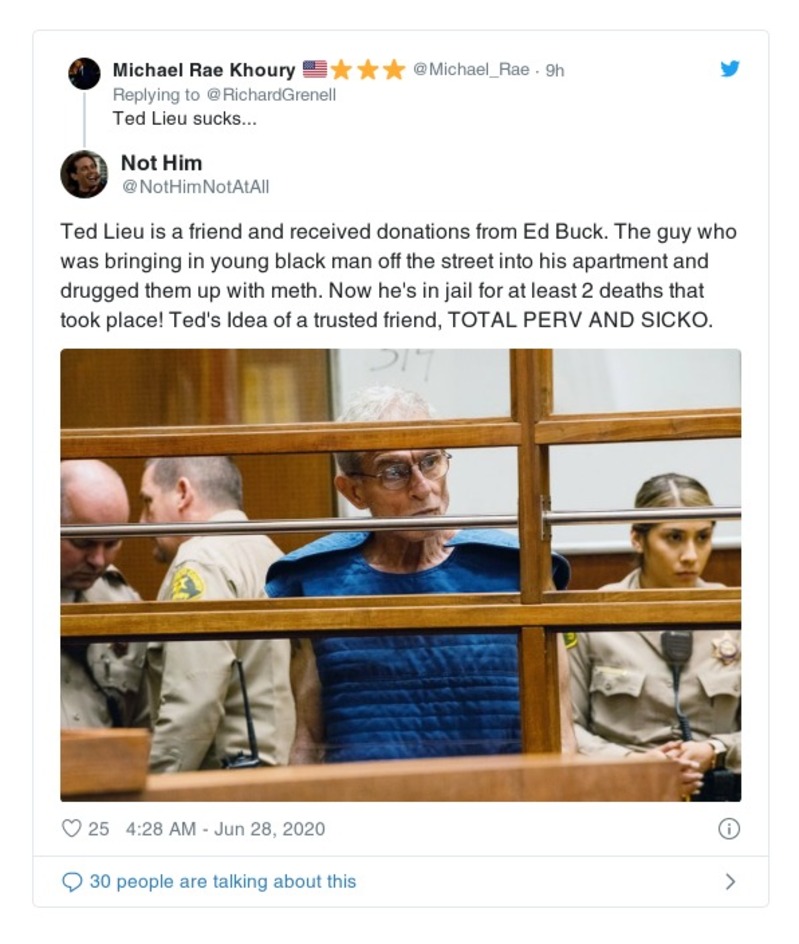 Michael Rae Khoury 🇺🇸⭐⭐⭐ @Michael_Rae · 9h
Replying to @RichardGrenell
Ted Lieu sucks...
Not Him
@NotHimNotAtAll
Ted Lieu is a friend and received donations from Ed Buck. The guy who
was bringing in young black man off the street into his apartment and
drugged them up with meth. Now he's in jail for at least 2 deaths that
took place! Ted's Idea of a trusted friend, TOTAL PERV AND SICKO.
25 4:28 AM - Jun 28, 2020
30 people are talking about this